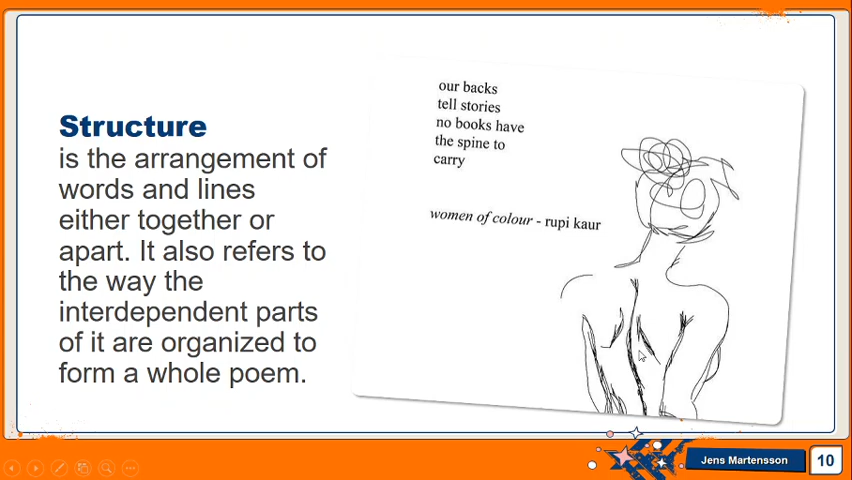 Structure
is the arrangement of
words and lines
either together or
apart. It also refers to
the way the
interdependent parts
of it are organized to
form a whole poem.
our backs
tell stories
no books have
the spine to
carry
women of colour - rupi kaur
Jens Martensson
10